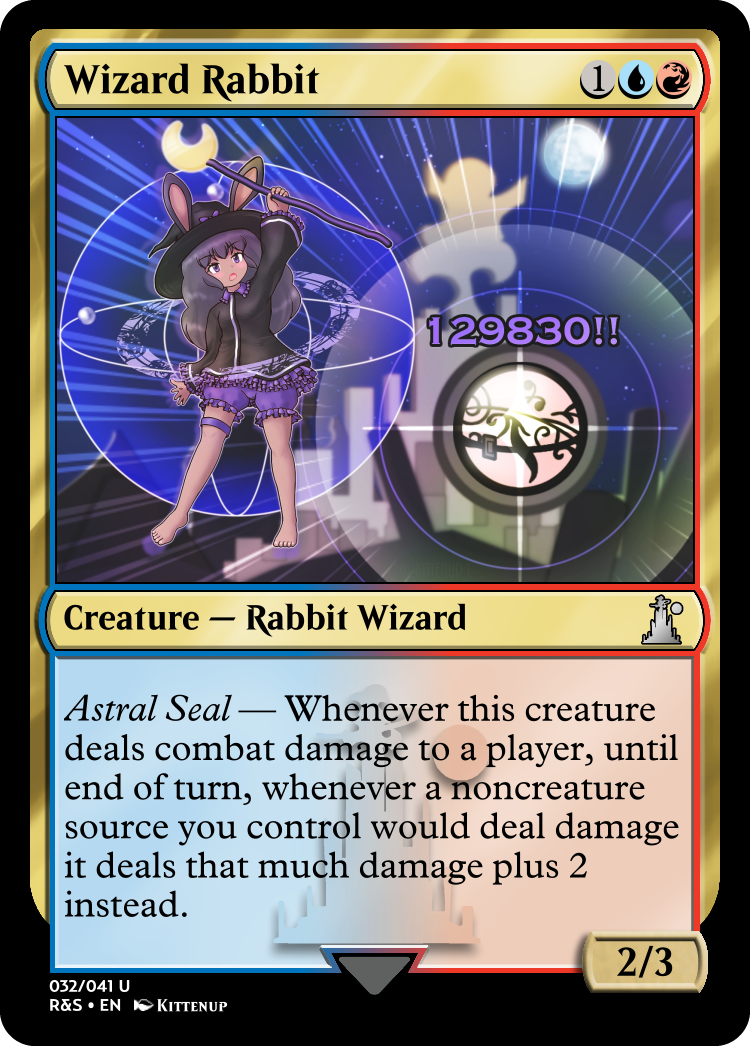 Wizard Rabbit 1
129830!!
Creature — Rabbit Wizard
Astral Seal — Whenever this creature
deals combat damage to a player, until
end of turn, whenever a noncreature
source you control would deal damage
it deals that much damage plus 2
instead.
2/3
032/041 U
R&S • EN KITTENUP